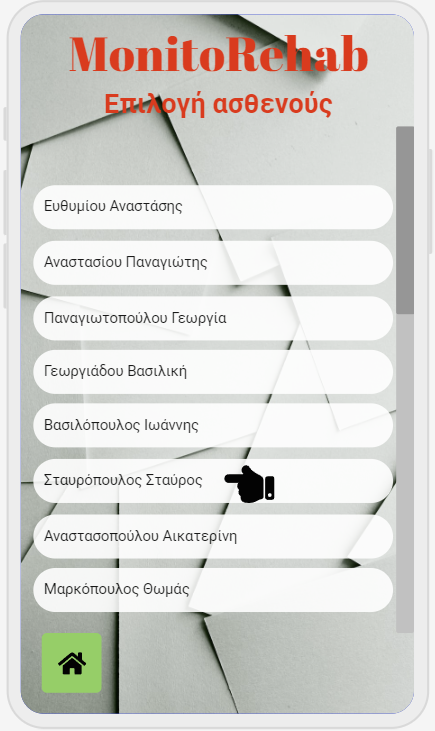 MonitoRehab
Επιλογή ασθενούς
Ευθυμίου Αναστάσης
Αναστασίου Παναγιώτης
Παναγιωτοπούλου Γεωργία
Γεωργιάδου Βασιλική
Βασιλόπουλος Ιωάννης
Σταυρόπουλος Σταύρος
Αναστασοπούλου Αικατερίνη
Μαρκόπουλος Θωμάς